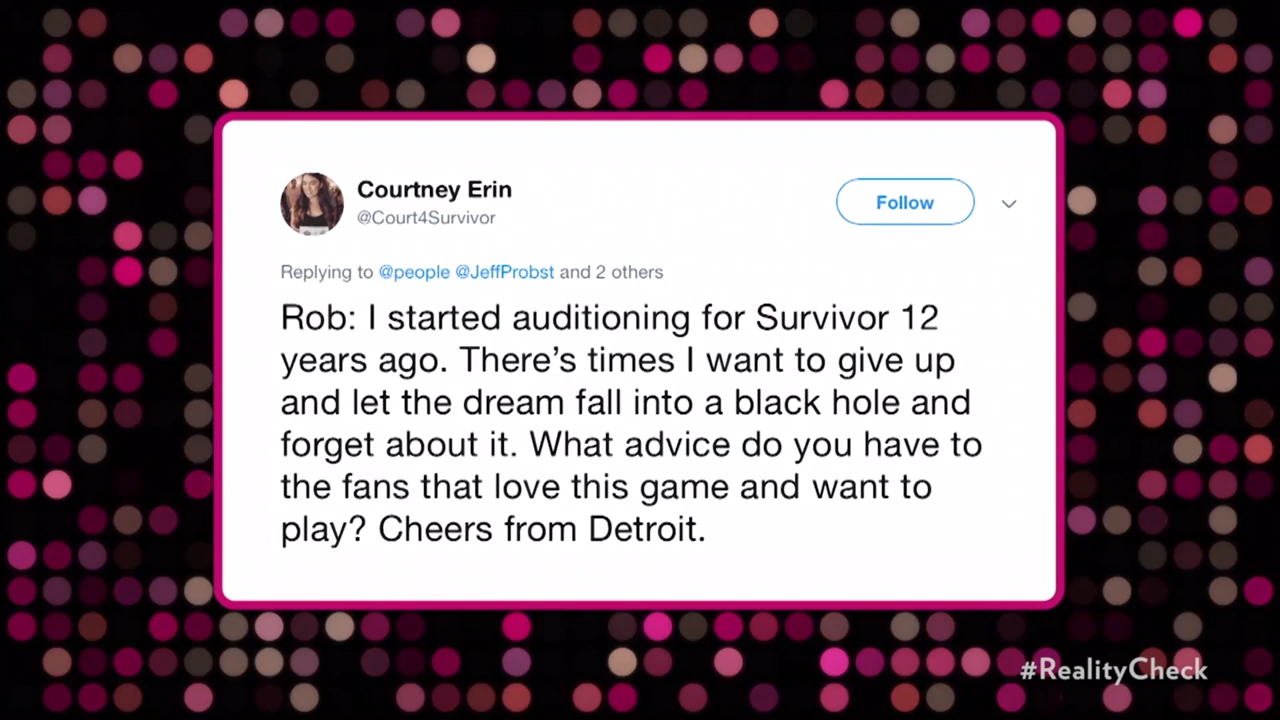 Courtney Erin
@Court4Survivor
Follow
Replying to @people @JeffProbst and 2 others
Rob: I started auditioning for Survivor 12
years ago. There's times I want to give up
and let the dream fall into a black hole and
forget about it. What advice do you have to
the fans that love this game and want to
play? Cheers from Detroit.
#RealityCheck